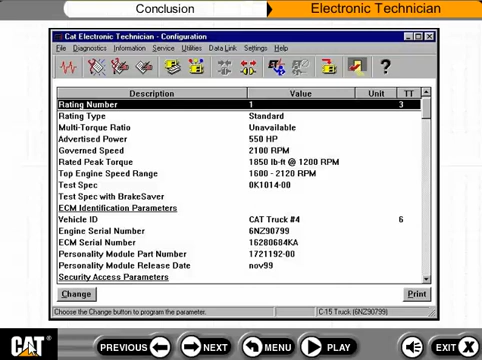 Conclusion Electronic Technician
Cat Electronic Technician - Configuration
File Diagnostics Information Service Utilities Data Link Settings Help
Description Value Unit TT
Rating Number 1 3
Rating Type Standard
Multi-Torque Ratio Unavailable
Advertised Power 550 HP
Governed Speed 2100 RPM
Rated Peak Torque 1850 lb-ft @ 1200 RPM
Top Engine Speed Range 1600 - 2120 RPM
Test Spec 0K1014-00
Test Spec with BrakeSaver
ECM Identification Parameters
Vehicle ID CAT Truck #4 6
Engine Serial Number 6NZ90799
ECM Serial Number 16280684KA
Personality Module Part Number 1721192-00
Personality Module Release Date nov99
Security Access Parameters
Change Print
Choose the Change button to program the parameter. C-15 Truck (6NZ90799)
CAT PREVIOUS NEXT MENU PLAY EXIT X